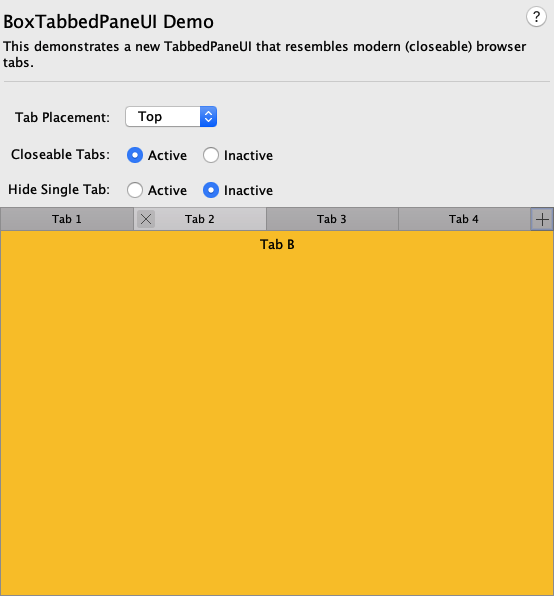 BoxTabbedPaneUI Demo
?
This demonstrates a new TabbedPaneUI that resembles modern (closeable) browser
tabs.
Tab Placement: Top
Closeable Tabs: Active Inactive
Hide Single Tab: Active Inactive
Tab 1 Tab 2 Tab 3 Tab 4
Tab B